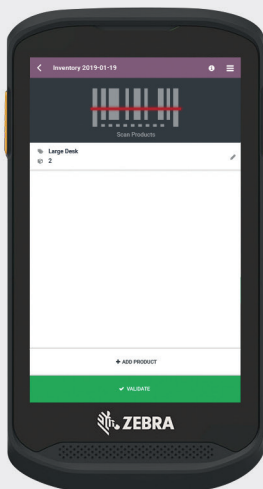 Inventory 2019-01-19
Scan Products
Large Desk
2
+ ADD PRODUCT
✓ VALIDATE
ZEBRA